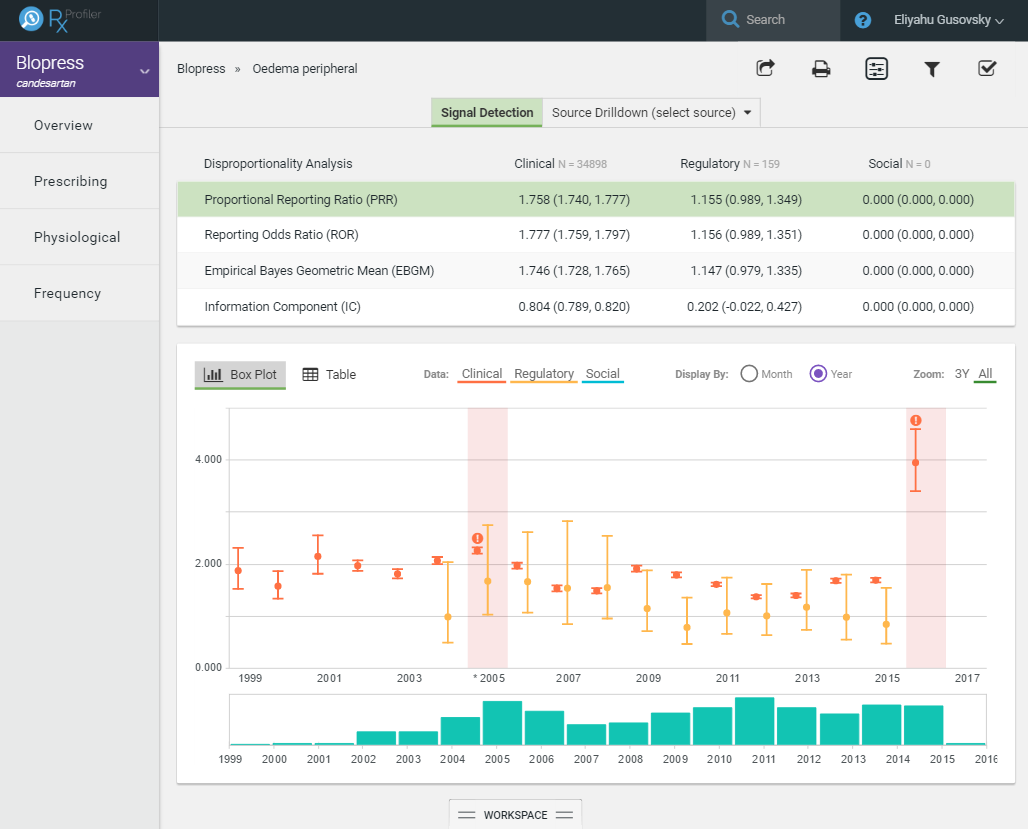 Rx Profiler
Search
? Eliyahu Gusovsky
Blopress
candesartan
Overview
Prescribing
Physiological
Frequency
Blopress » Oedema peripheral
Signal Detection Source Drilldown (select source)
Disproportionality Analysis Clinical N = 34898 Regulatory N = 159 Social N = 0
Proportional Reporting Ratio (PRR) 1.758 (1.740, 1.777) 1.155 (0.989, 1.349) 0.000 (0.000, 0.000)
Reporting Odds Ratio (ROR) 1.777 (1.759, 1.797) 1.156 (0.989, 1.351) 0.000 (0.000, 0.000)
Empirical Bayes Geometric Mean (EBGM) 1.746 (1.728, 1.765) 1.147 (0.979, 1.335) 0.000 (0.000, 0.000)
Information Component (IC) 0.804 (0.789, 0.820) 0.202 (-0.022, 0.427) 0.000 (0.000, 0.000)
Box Plot Table Data: Clinical Regulatory Social Display By: Month Year Zoom: 3Y All
!
4.000
!
2.000
0.000
1999 2001 2003 * 2005 2007 2009 2011 2013 2015 2017
1999 2000 2001 2002 2003 2004 2005 2006 2007 2008 2009 2010 2011 2012 2013 2014 2015 2016
WORKSPACE